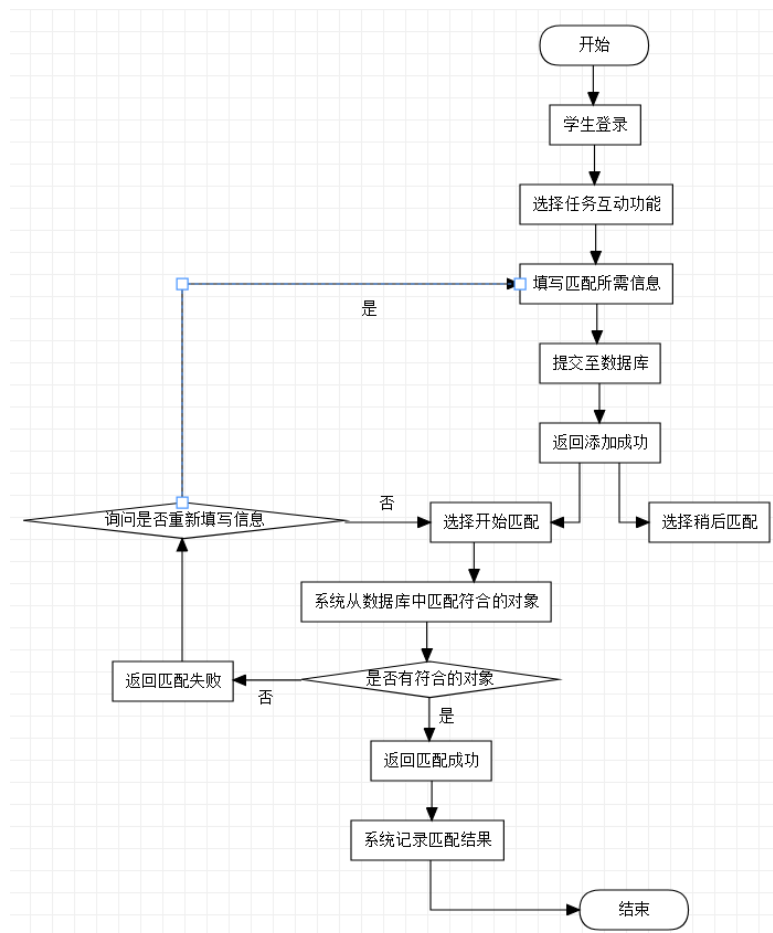 开始
学生登录
选择任务互动功能
填写匹配所需信息
是
提交至数据库
返回添加成功
询问是否重新填写信息
否
选择开始匹配
选择稍后匹配
系统从数据库中匹配符合的对象
是否有符合的对象
返回匹配失败
否
是
返回匹配成功
系统记录匹配结果
结束